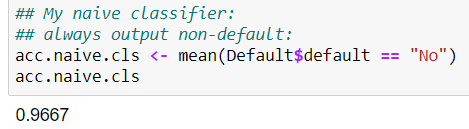 ## My naive classifier:
## always output non-default:
acc.naive.cls <- mean(Default$default == "No")
acc.naive.cls
0.9667